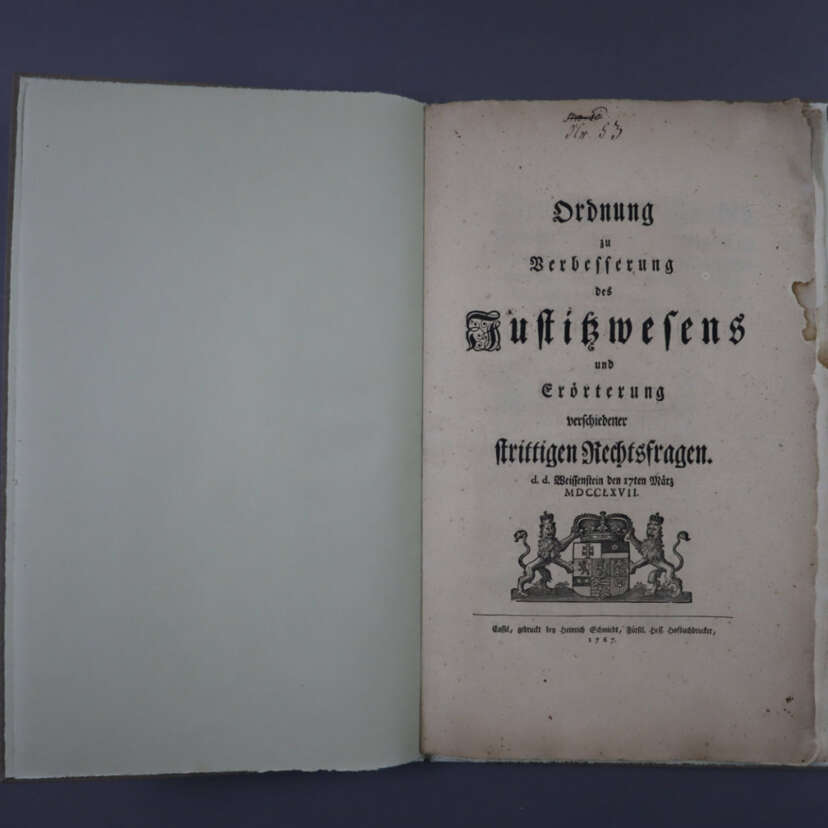 Nr. 53
Ordnung
zu
Verbesserung
des
Justitzwesens
und
Erörterung
verschiedener
strittigen Rechtsfragen.
d. d. Weissenstein den 17ten März
MDCCLXVII.
Cassel, gedruckt bey Heinrich Schmiedt, Fürstl. Hess. Hofbuchdrucker,
1767.